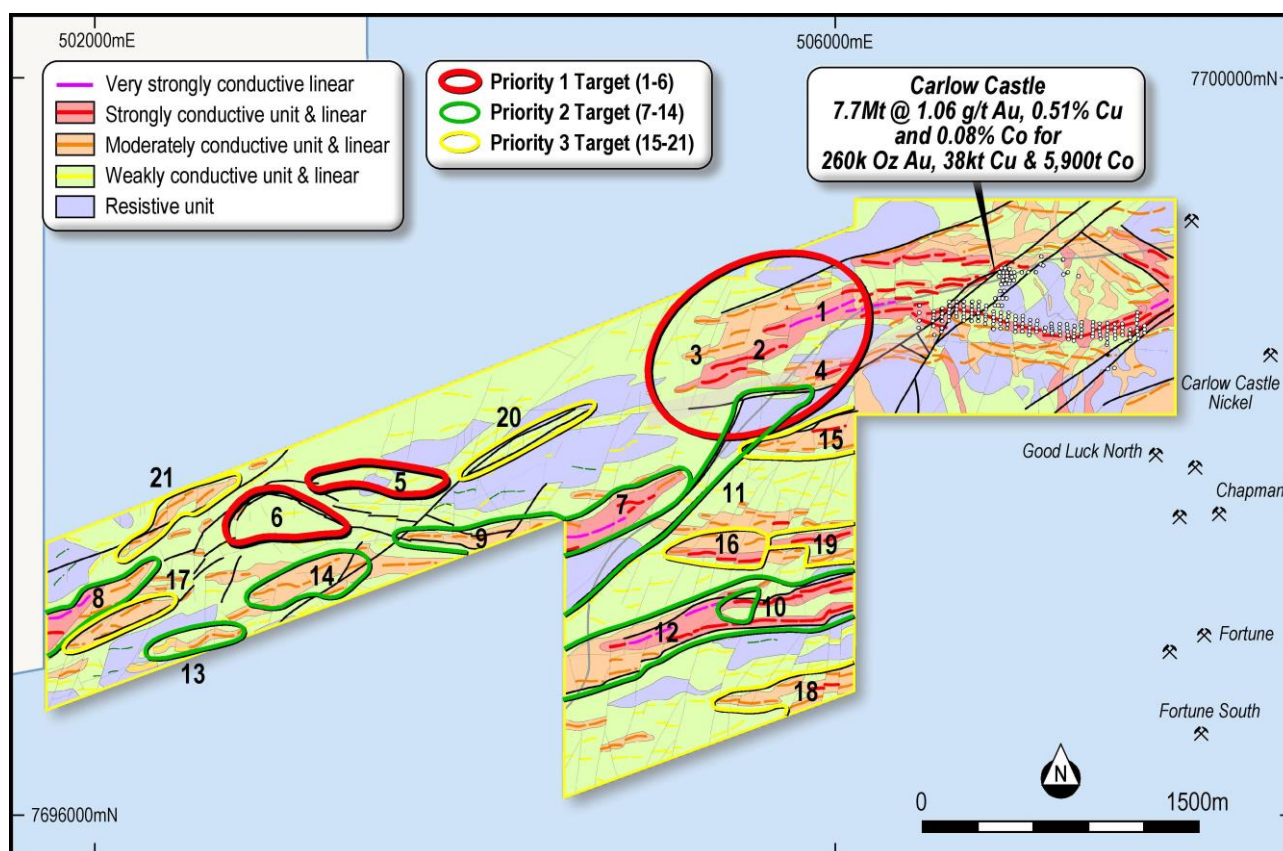 502000mE
506000mE
7700000mN
Very strongly conductive linear
Strongly conductive unit & linear
Moderately conductive unit & linear
Weakly conductive unit & linear
Resistive unit
Priority 1 Target (1-6)
Priority 2 Target (7-14)
Priority 3 Target (15-21)
Carlow Castle
7.7Mt @ 1.06 g/t Au, 0.51% Cu
and 0.08% Co for
260k Oz Au, 38kt Cu & 5,900t Co
1
2
3
4
Carlow Castle
Nickel
20
15
Good Luck North
21
5
Chapman
6
7
11
9
16
19
17
14
8
10
12
Fortune
13
18
Fortune South
N
7696000mN
0
1500m